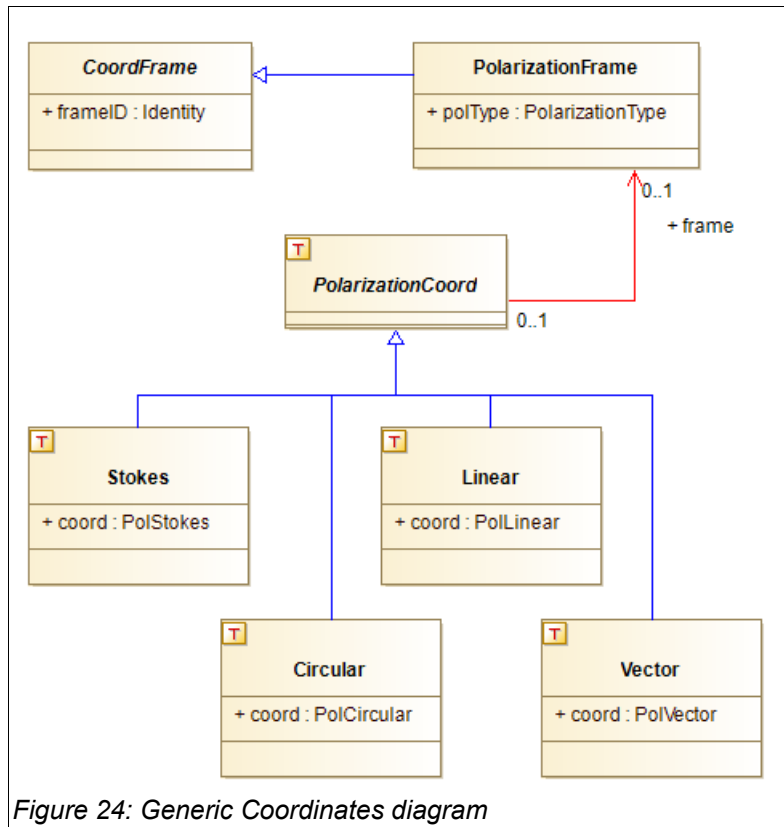 CoordFrame
+ frameID : Identity
PolarizationFrame
+ polType : PolarizationType
0..1
+ frame
T
PolarizationCoord
0..1
T
Stokes
+ coord : PolStokes
T
Linear
+ coord : PolLinear
T
Circular
+ coord : PolCircular
T
Vector
+ coord : PolVector
Figure 24: Generic Coordinates diagram